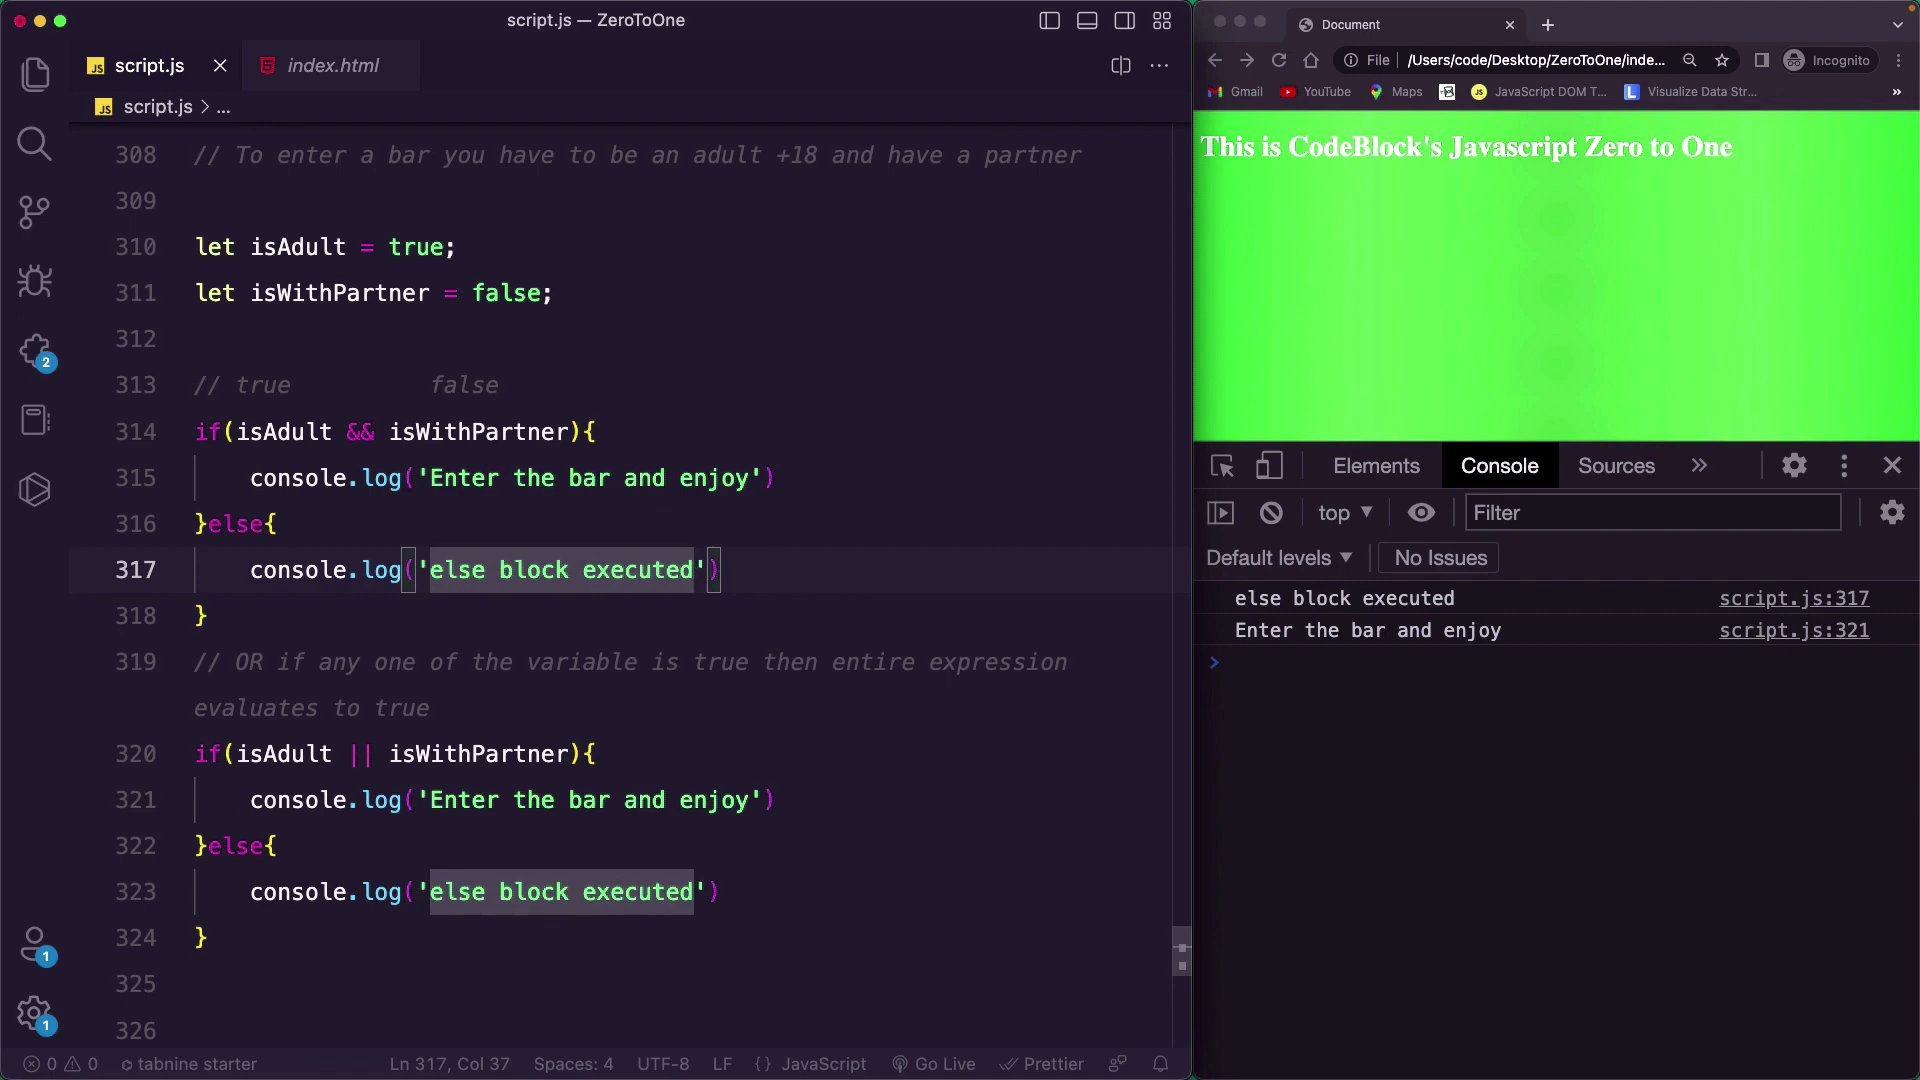 script.js — ZeroToOne
JS script.js
index.html
JS script.js > ...
308 // To enter a bar you have to be an adult +18 and have a partner
309
310 let isAdult = true;
311 let isWithPartner = false;
312
313 // true          false
314 if(isAdult && isWithPartner){
315     console.log('Enter the bar and enjoy')
316 }else{
317     console.log('else block executed')
318 }
319 // OR if any one of the variable is true then entire expression
evaluates to true
320 if(isAdult || isWithPartner){
321     console.log('Enter the bar and enjoy')
322 }else{
323     console.log('else block executed')
324 }
325
326
2
1
1
0 0 tabnine starter Ln 317, Col 37 Spaces: 4 UTF-8 LF {} JavaScript Go Live Prettier
Document
File /Users/code/Desktop/ZeroToOne/inde... Incognito
Gmail YouTube Maps JS JavaScript DOM T... L Visualize Data Str... »
This is CodeBlock's Javascript Zero to One
Elements Console Sources »
top Filter
Default levels No Issues
else block executed script.js:317
Enter the bar and enjoy script.js:321
>